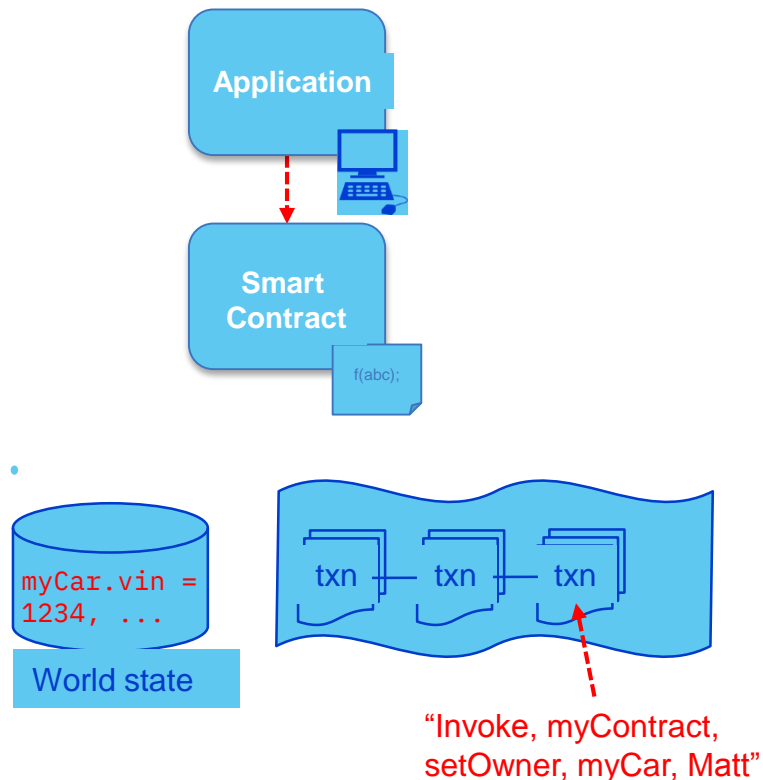 Application
Smart
Contract
f(abc);
myCar.vin =
1234, ...
World state
txn
txn
txn
“Invoke, myContract,
setOwner, myCar, Matt”